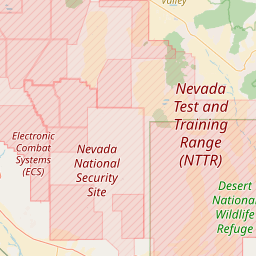 Valley
Nevada
Test and
Training
Range
(NTTR)
Electronic
Combat
Systems
(ECS)
Nevada
National
Security
Site
Desert
National
Wildlife
Refuge